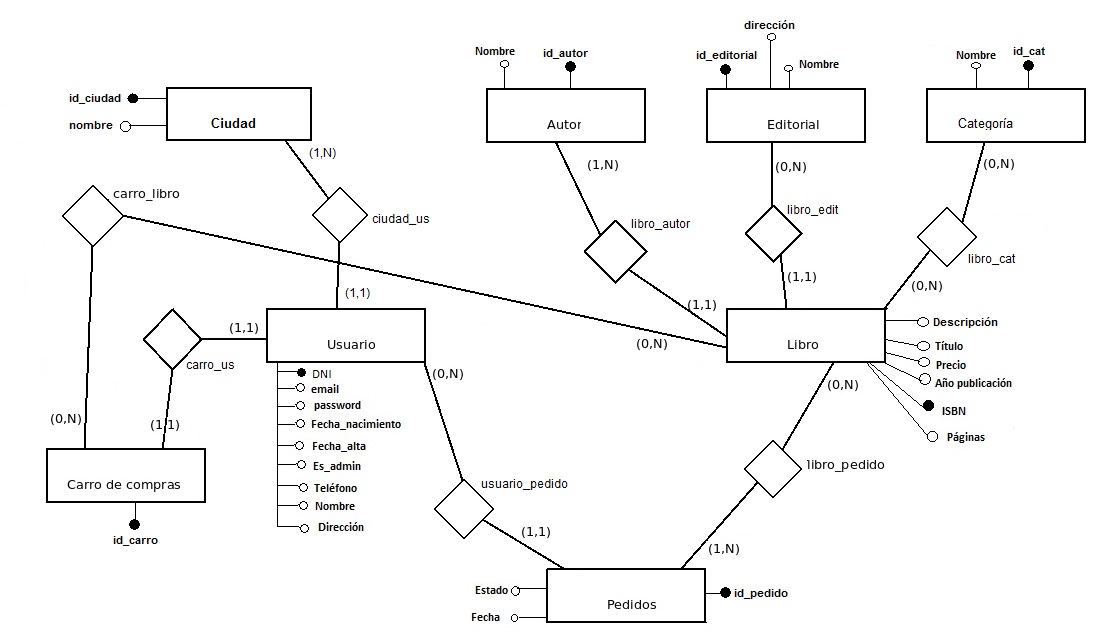 dirección
Nombre
id_autor
id_editorial
Nombre
Nombre
id_cat
id_ciudad
nombre
Ciudad
Autor
Editorial
Categoría
(1,N)
(1,N)
(0,N)
(0,N)
carro_libro
ciudad_us
libro_autor
libro_edit
libro_cat
(1,1)
(0,N)
(1,1)
(1,1)
(1,1)
carro_us
Usuario
(0,N)
Libro
Descripción
Título
Precio
Año publicación
ISBN
Páginas
(0,N)
(0,N)
DNI
email
password
Fecha_nacimiento
Fecha_alta
Es_admin
Teléfono
Nombre
Dirección
(0,N)
(1,1)
Carro de compras
id_carro
usuario_pedido
libro_pedido
(1,1)
(1,N)
Estado
Fecha
Pedidos
id_pedido